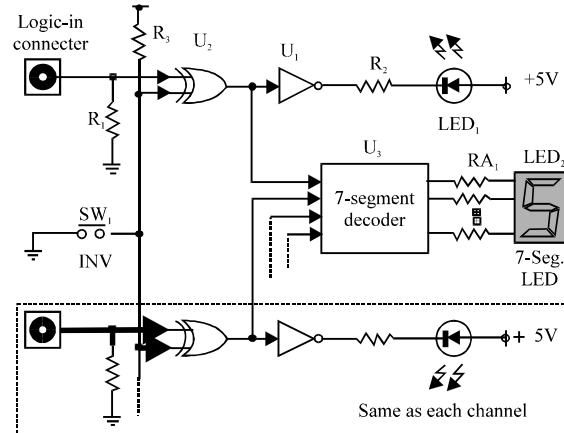 Logic-in
connecter
R3
U2
U1
R2
+5V
R1
LED1
U3
7-segment
decoder
RA1
LED2
SW1
INV
7-Seg.
LED
+ 5V
Same as each channel